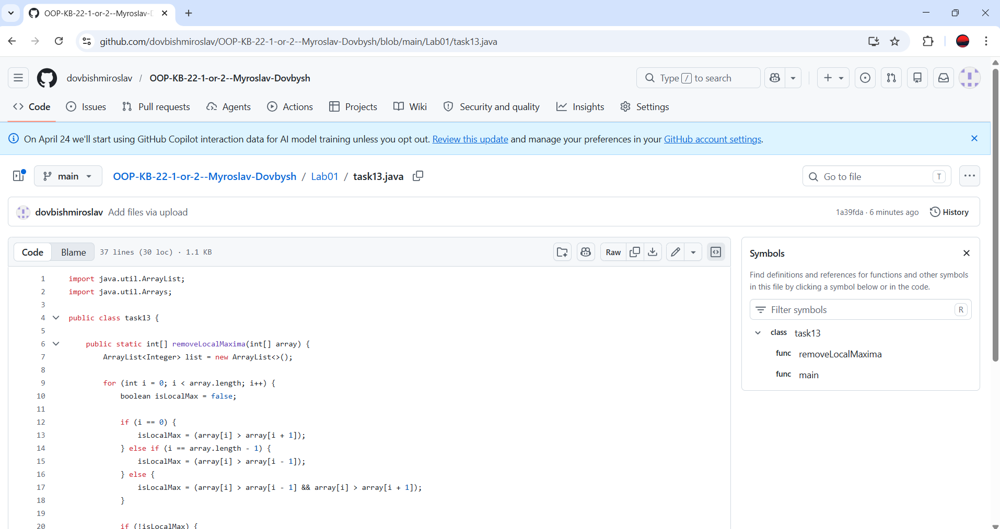 OOP-KB-22-1-or-2--Myroslav-D
github.com/dovbishmiroslav/OOP-KB-22-1-or-2--Myroslav-Dovbysh/blob/main/Lab01/task13.java
dovbishmiroslav / OOP-KB-22-1-or-2--Myroslav-Dovbysh
Type / to search
Code Issues Pull requests Agents Actions Projects Wiki Security and quality Insights Settings
On April 24 we'll start using GitHub Copilot interaction data for AI model training unless you opt out. Review this update and manage your preferences in your GitHub account settings.
main OOP-KB-22-1-or-2--Myroslav-Dovbysh / Lab01 / task13.java
Go to file T
dovbishmiroslav Add files via upload
1a39fda · 6 minutes ago History
Code Blame 37 lines (30 loc) · 1.1 KB
Raw
1 import java.util.ArrayList;
2 import java.util.Arrays;
3
4 public class task13 {
5
6 public static int[] removeLocalMaxima(int[] array) {
7 ArrayList<Integer> list = new ArrayList<>();
8
9 for (int i = 0; i < array.length; i++) {
10 boolean isLocalMax = false;
11
12 if (i == 0) {
13 isLocalMax = (array[i] > array[i + 1]);
14 } else if (i == array.length - 1) {
15 isLocalMax = (array[i] > array[i - 1]);
16 } else {
17 isLocalMax = (array[i] > array[i - 1] && array[i] > array[i + 1]);
18 }
19
20 if (!isLocalMax) {
Symbols
Find definitions and references for functions and other symbols
in this file by clicking a symbol below or in the code.
Filter symbols R
class task13
func removeLocalMaxima
func main